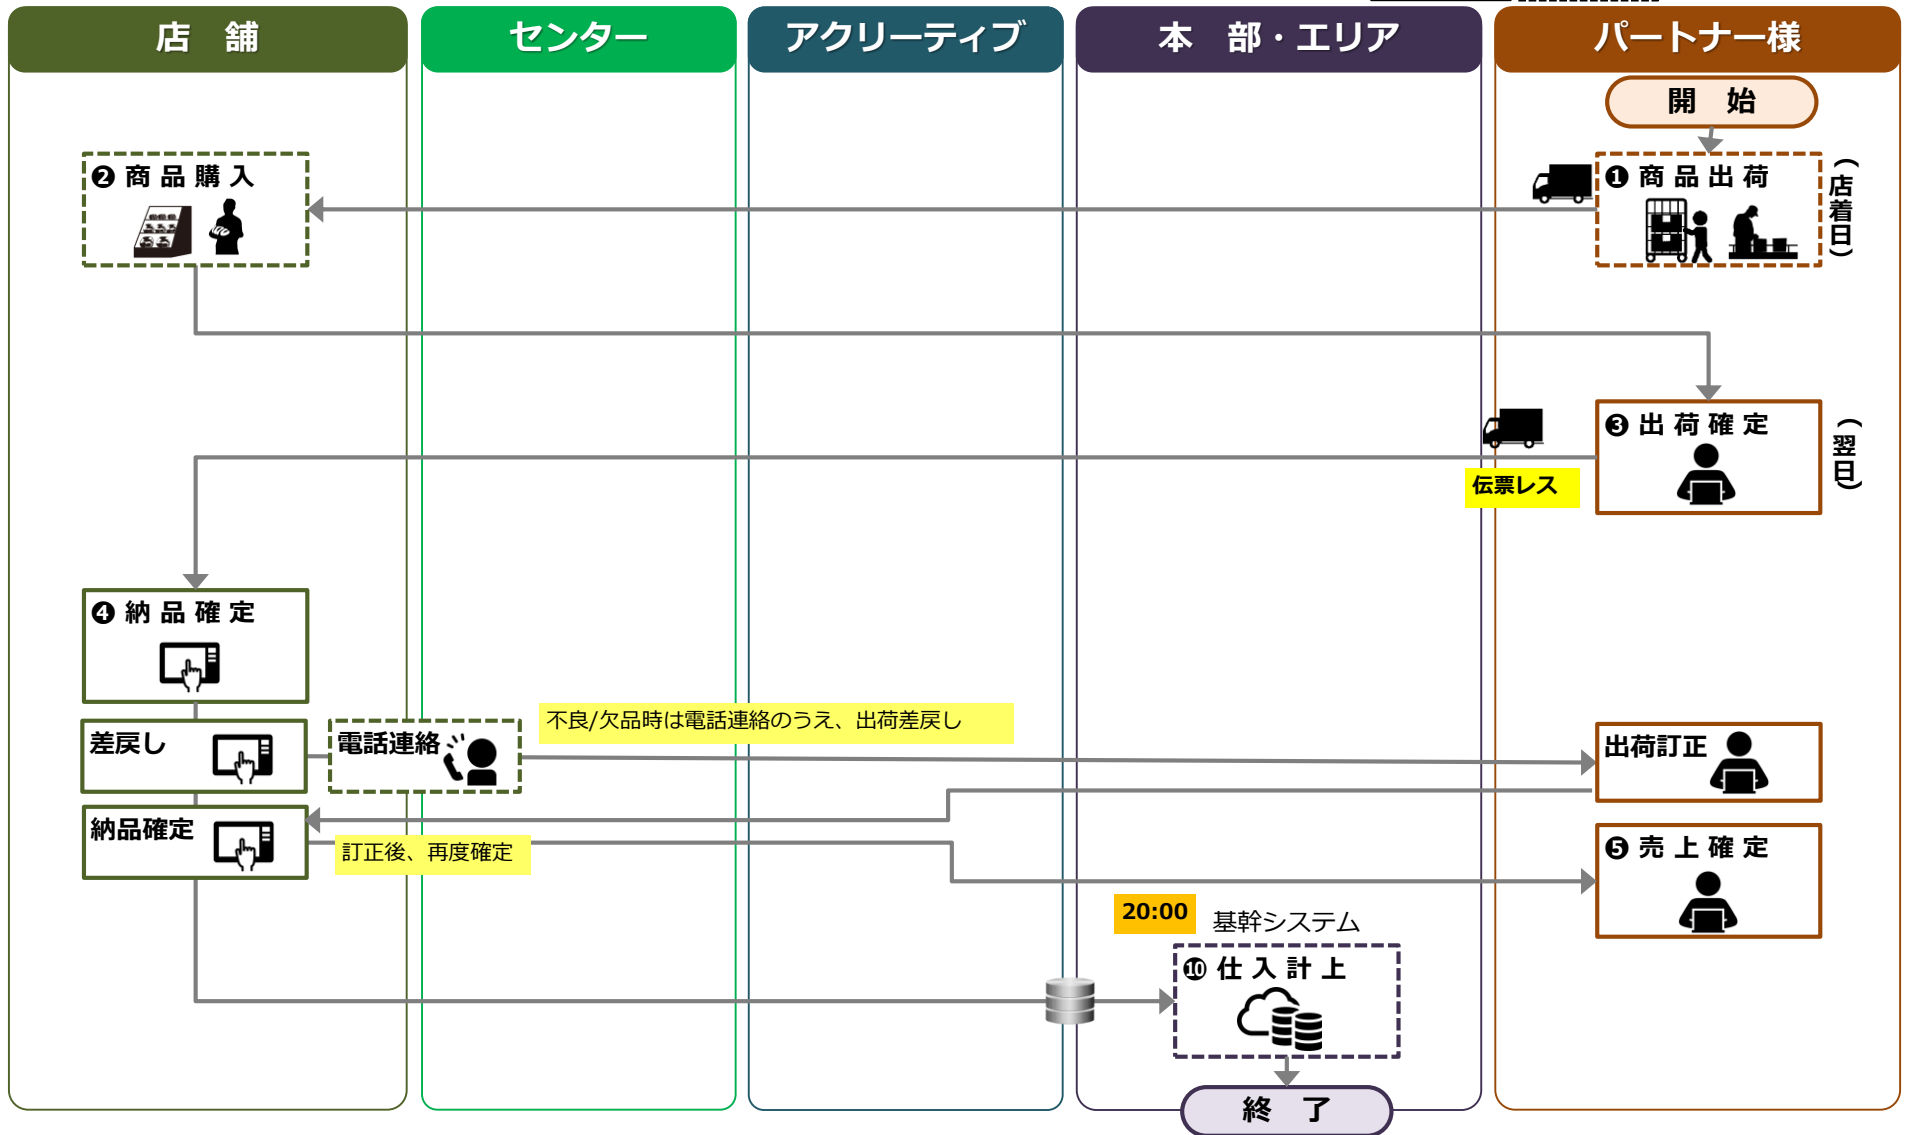 店　舗
センター
アクリーティブ
本　部・エリア
パートナー様
開　始
❷ 商 品 購 入
❶ 商 品 出 荷
（店着日）
❸ 出 荷 確 定
（翌日）
伝票レス
❹ 納 品 確 定
差戻し
電話連絡
不良/欠品時は電話連絡のうえ、出荷差戻し
出荷訂正
納品確定
訂正後、再度確定
❺ 売 上 確 定
20:00
基幹システム
❿ 仕 入 計 上
終　了